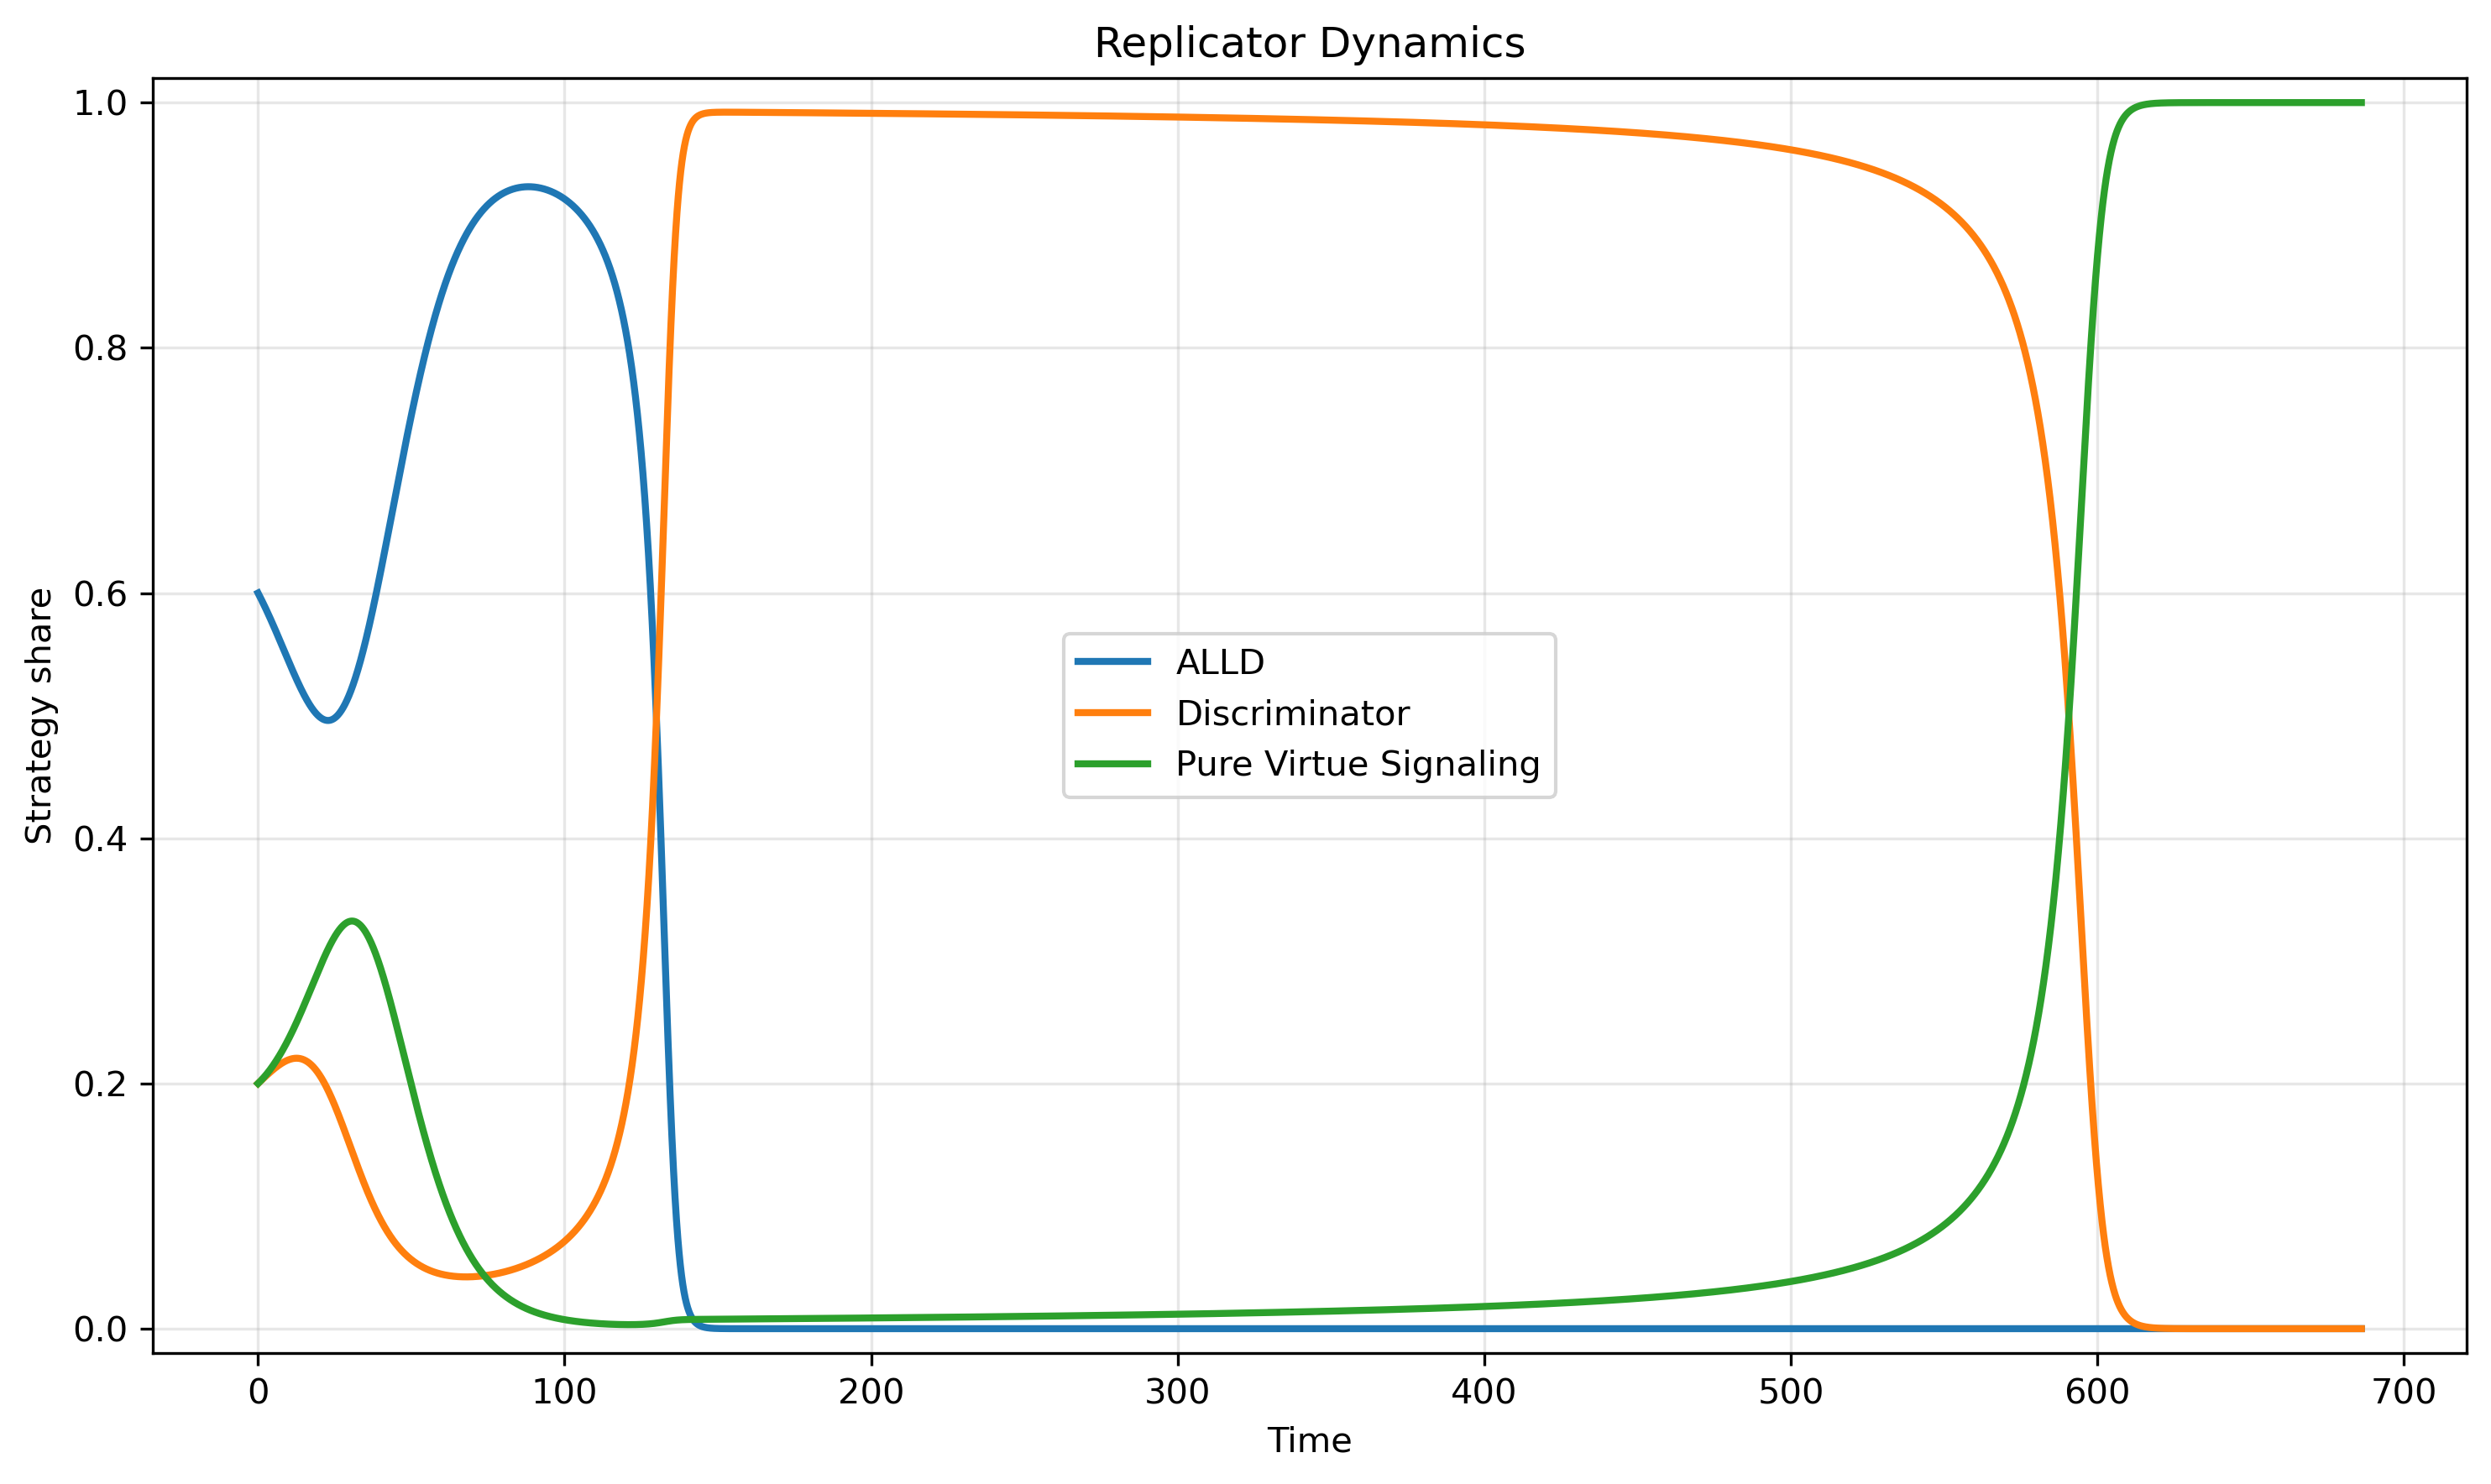 Replicator Dynamics
Strategy share
1.0
0.8
0.6
0.4
0.2
0.0
ALLD
Discriminator
Pure Virtue Signaling
0 100 200 300 400 500 600 700
Time